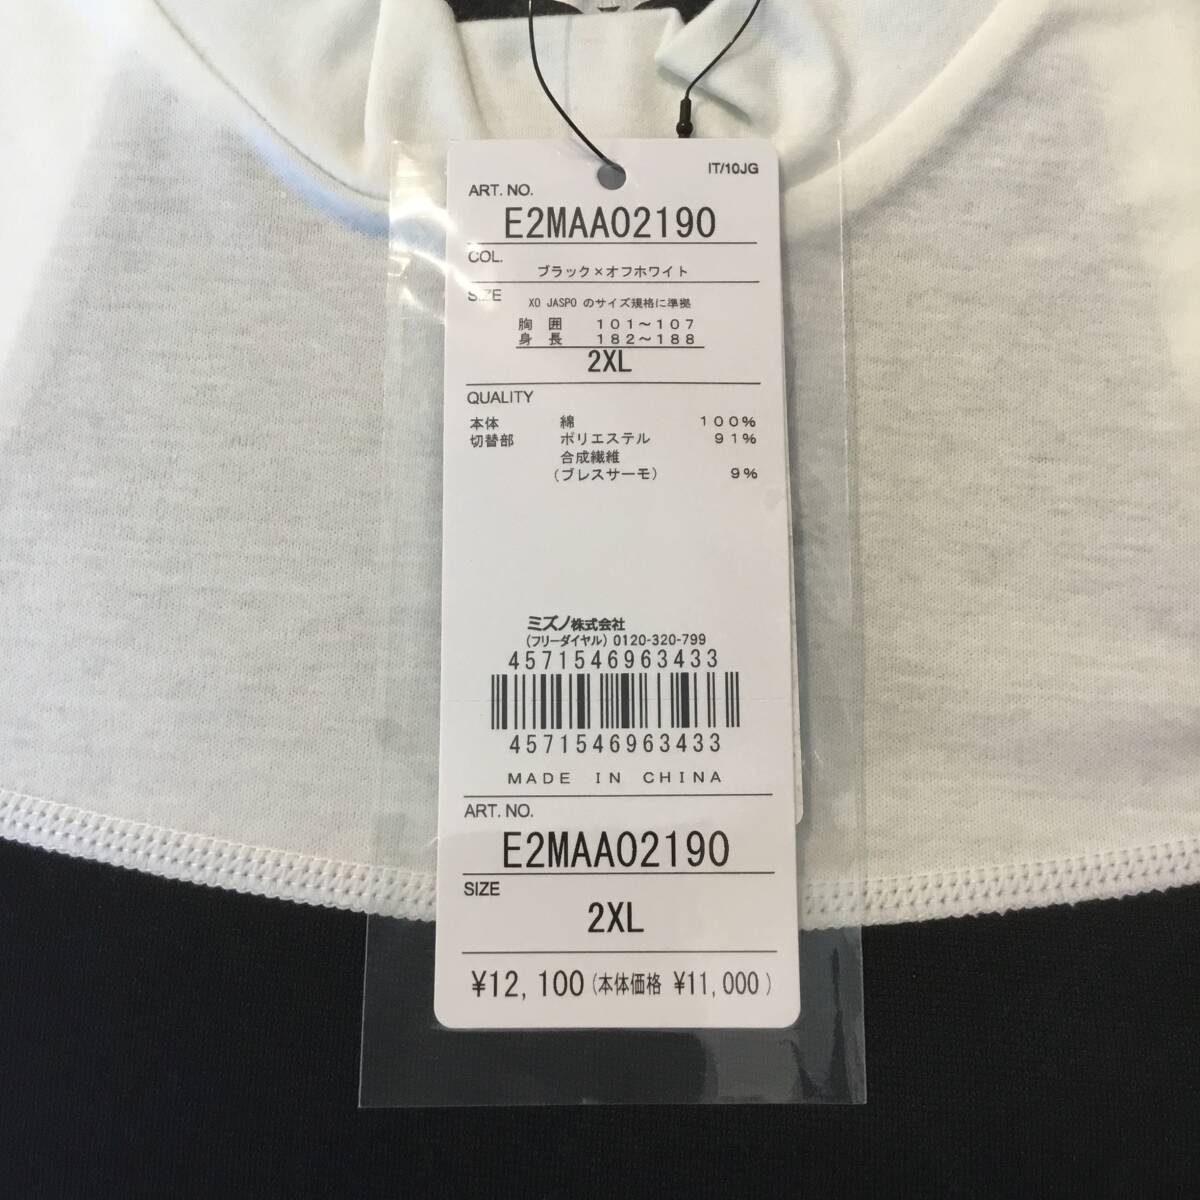 IT/10JG
ART. NO.
E2MAA02190
COL.
ブラック×オフホワイト
SIZE XO JASPO のサイズ規格に準拠
胸 囲 101~107
身 長 182~188
2XL
QUALITY
本体 綿 100%
切替部 ポリエステル 91%
合成繊維
(ブレスサーモ) 9%
ミズノ株式会社
(フリーダイヤル) 0120-320-799
4571546963433
4571546963433
MADE IN CHINA
ART. NO.
E2MAA02190
SIZE
2XL
¥12,100 (本体価格 ¥11,000)